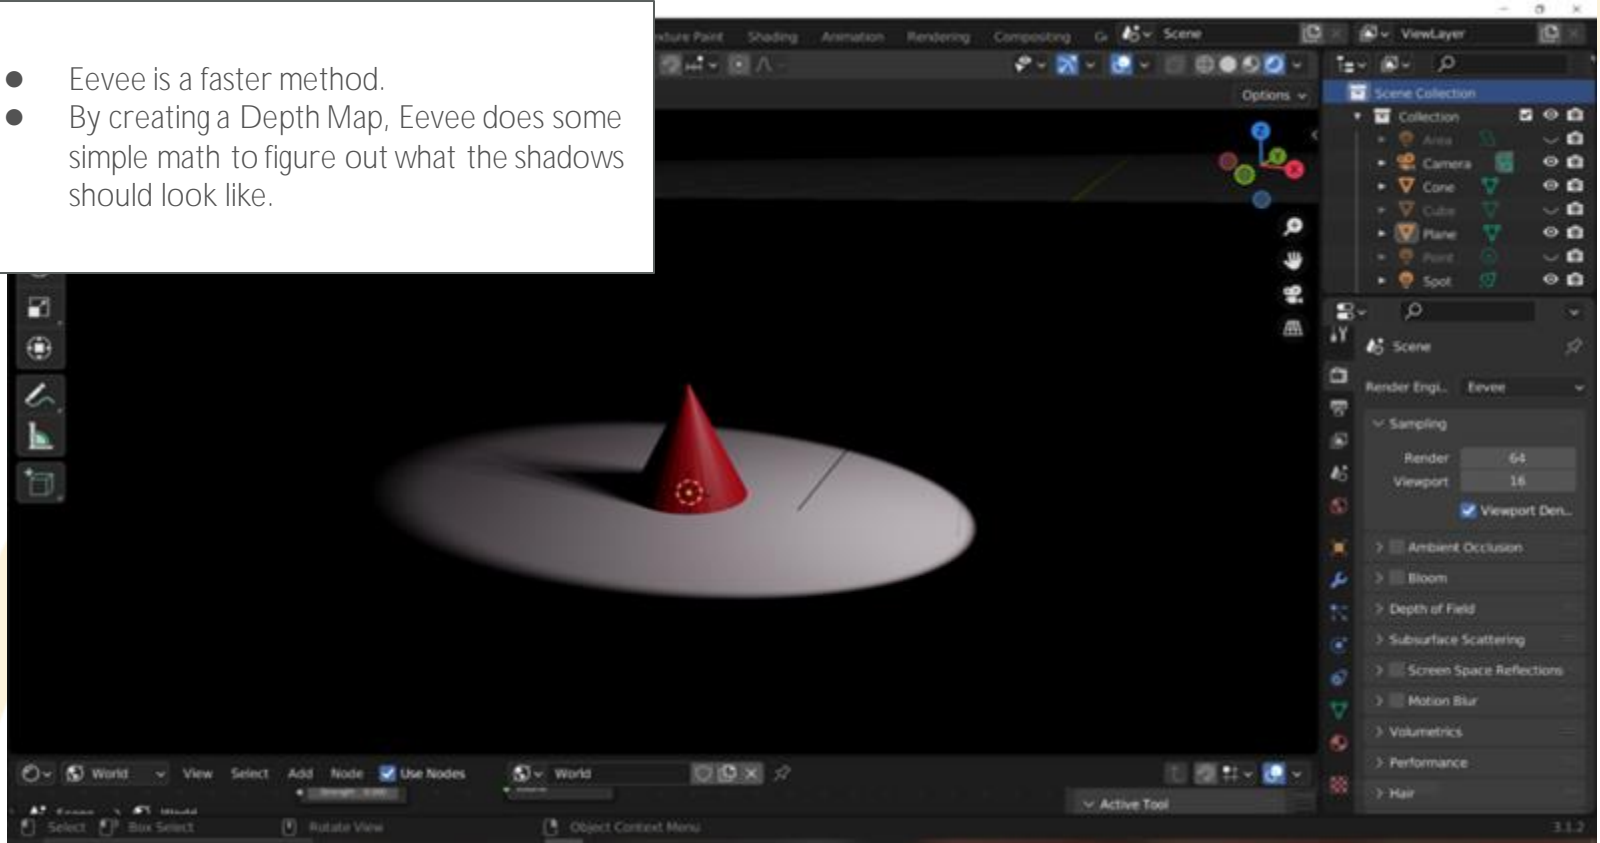 ● Eevee is a faster method.
● By creating a Depth Map, Eevee does some
simple math to figure out what the shadows
should look like.
Paint Shading Animation Rendering Compositing Scene ViewLayer
Options
Scene Collection
Collection
Area
Camera
Cone
Cube
Plane
Point
Spot
Z
Y
X
Scene
Render Engi.. Eevee
Sampling
Render 64
Viewport 16
Viewport Den..
Ambient Occlusion
Bloom
Depth of Field
Subsurface Scattering
Screen Space Reflections
Motion Blur
Volumetrics
Performance
Hair
World View Select Add Node Use Nodes World
Strength
Active Tool
Select Box Select Rotate View Object Context Menu 3.1.2